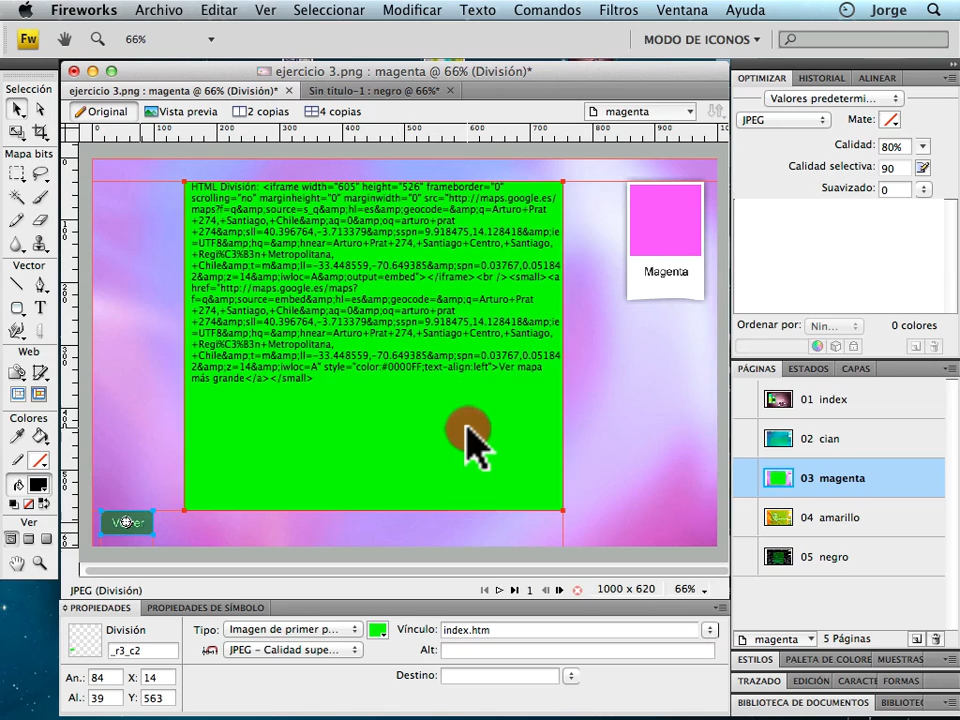 Fireworks Archivo Editar Ver Seleccionar Modificar Texto Comandos Filtros Ventana Ayuda Jorge
Fw 66% MODO DE ICONOS
Selección
Mapa bits
Vector
Web
Colores
Ver
ejercicio 3.png : magenta @ 66% (División)*
ejercicio 3.png : magenta @ 66% (División)* Sin título-1 : negro @ 66%*
Original Vista previa 2 copias 4 copias magenta
0 100 200 300 400 500 600 700 800 900
HTML División: <iframe width="605" height="526" frameborder="0"
scrolling="no" marginheight="0" marginwidth="0" src="http://maps.google.es/
maps?f=q&amp;source=s_q&amp;hl=es&amp;geocode=&amp;q=Arturo+Prat
+274,+Santiago,+Chile&amp;aq=0&amp;oq=arturo+prat
+274&amp;sll=40.396764,-3.713379&amp;sspn=9.918475,14.128418&amp;ie
=UTF8&amp;hq=&amp;hnear=Arturo+Prat+274,+Santiago+Centro,+Santiago,
+Regi%C3%B3n+Metropolitana,
+Chile&amp;t=m&amp;ll=-33.448559,-70.649385&amp;spn=0.03767,0.05184
2&amp;z=14&amp;iwloc=A&amp;output=embed"></iframe><br /><small><a
href="http://maps.google.es/maps?
f=q&amp;source=embed&amp;hl=es&amp;geocode=&amp;q=Arturo+Prat
+274,+Santiago,+Chile&amp;aq=0&amp;oq=arturo+prat
+274&amp;sll=40.396764,-3.713379&amp;sspn=9.918475,14.128418&amp;ie
=UTF8&amp;hq=&amp;hnear=Arturo+Prat+274,+Santiago+Centro,+Santiago,
+Regi%C3%B3n+Metropolitana,
+Chile&amp;t=m&amp;ll=-33.448559,-70.649385&amp;spn=0.03767,0.05184
2&amp;z=14&amp;iwloc=A" style="color:#0000FF;text-align:left">Ver mapa
más grande</a></small>
Magenta
JPEG (División) 1 1000 x 620 66%
PROPIEDADES PROPIEDADES DE SÍMBOLO
División Tipo: Imagen de primer p... Vínculo: index.htm
_r3_c2 JPEG – Calidad supe... Alt:
An.: 84 X: 14 Destino:
Al.: 39 Y: 563
OPTIMIZAR HISTORIAL ALINEAR
Valores predetermi...
JPEG Mate:
Calidad: 80%
Calidad selectiva: 90
Suavizado: 0
Ordenar por: Nin... 0 colores
PÁGINAS ESTADOS CAPAS
01 index
02 cian
03 magenta
04 amarillo
05 negro
magenta 5 Páginas
ESTILOS PALETA DE COLORE MUESTRAS
TRAZADO EDICIÓN CARACTE FORMAS
BIBLIOTECA DE DOCUMENTOS BIBLIOTEC